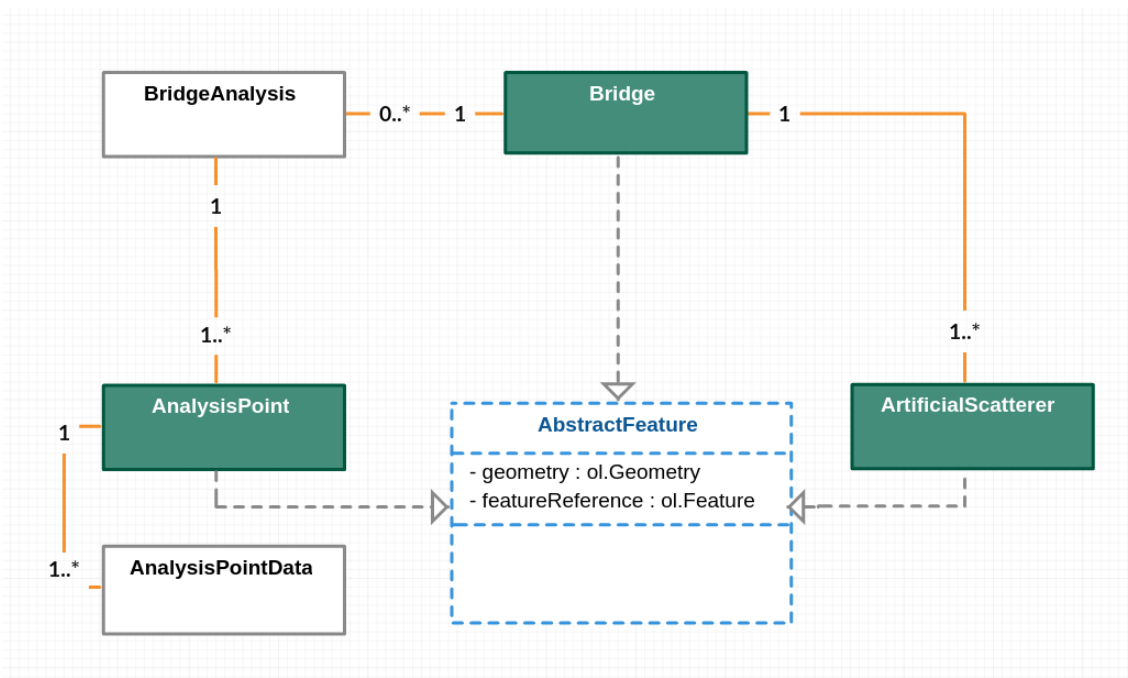 BridgeAnalysis
0..*
1
Bridge
1
1
1..*
1..*
AnalysisPoint
ArtificialScatterer
AbstractFeature
1
- geometry : ol.Geometry
- featureReference : ol.Feature
1..*
AnalysisPointData